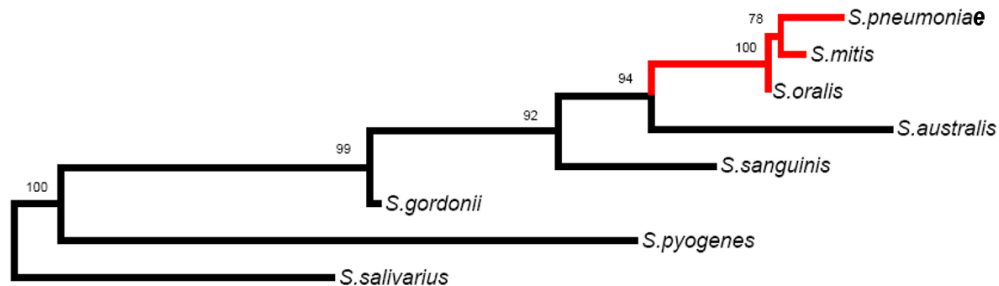 78 S.pneumoniae
100 S.mitis
94 S.oralis
92 S.australis
99 S.sanguinis
100 S.gordonii
S.pyogenes
S.salivarius